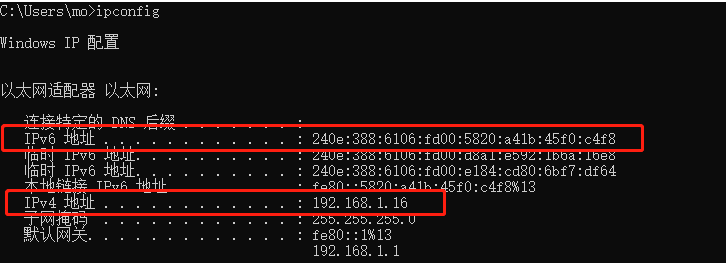 C:\Users\mo>ipconfig
Windows IP 配置
以太网适配器 以太网:
连接特定的 DNS 后缀 . . . . . . . :
IPv6 地址 . . . . . . . . . . . . : 240e:388:6106:fd00:5820:a41b:45f0:c4f8
临时 IPv6 地址. . . . . . . . . . : 240e:388:6106:fd00:d8a1:e592:1b6a:16e8
临时 IPv6 地址. . . . . . . . . . : 240e:388:6106:fd00:e184:cd80:6bf7:df64
本地链接 IPv6 地址. . . . . . . . : fe80::5820:a41b:45f0:c4f8%13
IPv4 地址 . . . . . . . . . . . . : 192.168.1.16
子网掩码 . . . . . . . . . . . . : 255.255.255.0
默认网关. . . . . . . . . . . . . : fe80::1%13
192.168.1.1